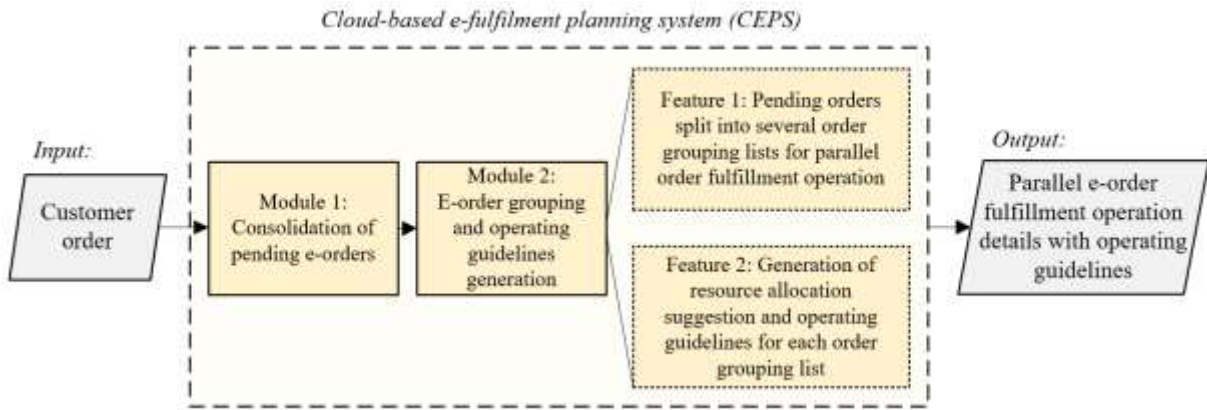 Cloud-based e-fulfilment planning system (CEPS)
Input:
Customer
order
Module 1:
Consolidation of
pending e-orders
Module 2:
E-order grouping
and operating
guidelines
generation
Feature 1: Pending orders
split into several order
grouping lists for parallel
order fulfillment operation
Feature 2: Generation of
resource allocation
suggestion and operating
guidelines for each order
grouping list
Output:
Parallel e-order
fulfillment operation
details with operating
guidelines